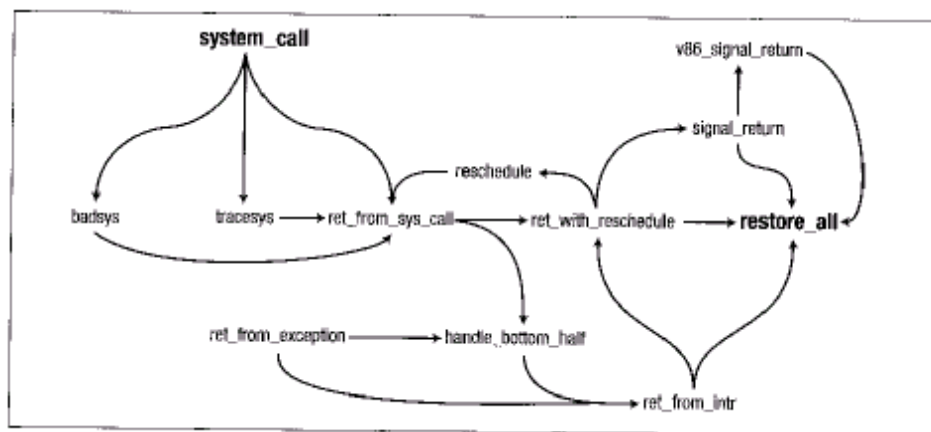 system_call
v86_signal_return
signal_return
reschedule
badsys
tracesys
ret_from_sys_call
ret_with_reschedule
restore_all
ret_from_exception
handle_bottom_half
ret_from_intr